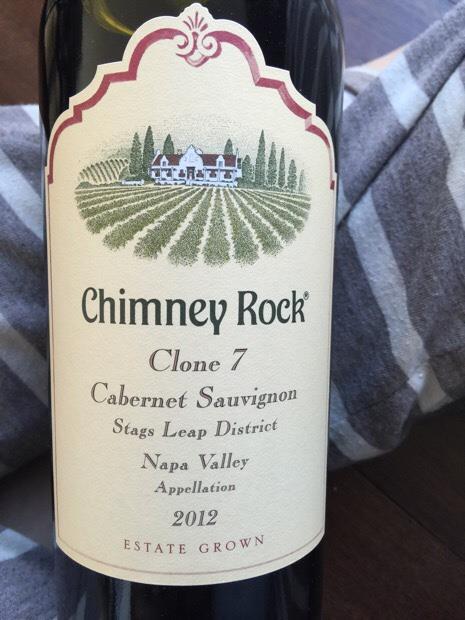 Chimney Rock®
Clone 7
Cabernet Sauvignon
Stags Leap District
Napa Valley
Appellation
2012
ESTATE GROWN